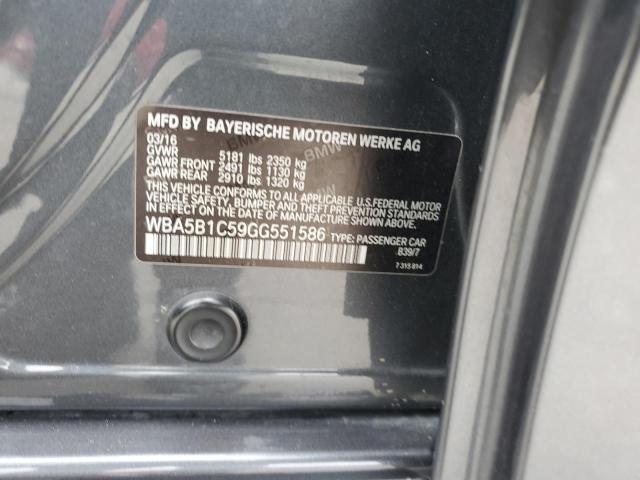 MFD BY BAYERISCHE MOTOREN WERKE AG
03/16
GVWR 5181 lbs 2350 kg
GAWR FRONT 2491 lbs 1130 kg
GAWR REAR 2910 lbs 1320 kg
THIS VEHICLE CONFORMS TO ALL APPLICABLE U.S.FEDERAL MOTOR
VEHICLE SAFETY, BUMPER, AND THEFT PREVENTION STANDARDS
IN EFFECT ON THE DATE OF MANUFACTURE SHOWN ABOVE.
WBA5B1C59GG551586 TYPE: PASSENGER CAR
B39/7
7 315 814
BMW